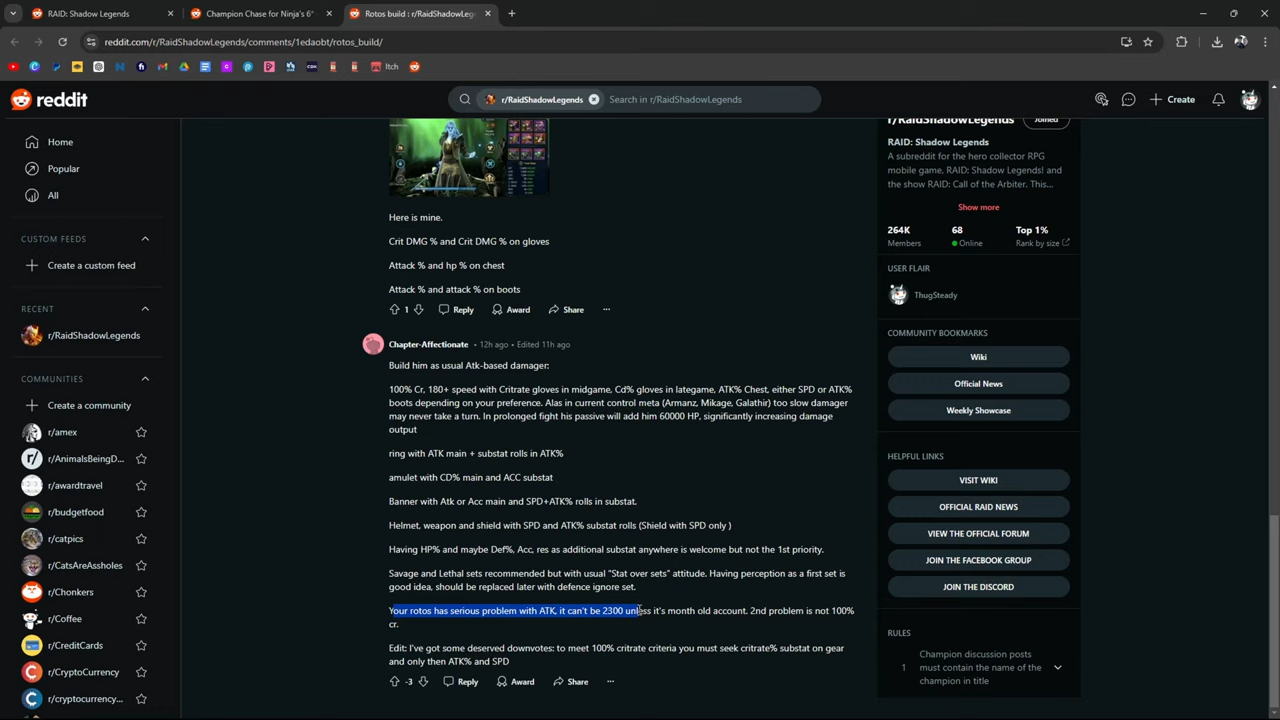 RAID: Shadow Legends
Champion Chase for Ninja's 6*
Rotos build : r/RaidShadowLeg
reddit.com/r/RaidShadowLegends/comments/1edaobt/rotos_build/
Itch
reddit
r/RaidShadowLegends
Search in r/RaidShadowLegends
Create
Home
Popular
All
CUSTOM FEEDS
Create a custom feed
RECENT
r/RaidShadowLegends
COMMUNITIES
Create a community
r/amex
r/AnimalsBeingD...
r/awardtravel
r/budgetfood
r/catpics
r/CatsAreAssholes
r/Chonkers
r/Coffee
r/CreditCards
r/CryptoCurrency
r/cryptocurrency...
Here is mine.
Crit DMG % and Crit DMG % on gloves
Attack % and hp % on chest
Attack % and attack % on boots
1 Reply Award Share ...
Chapter-Affectionate • 12h ago • Edited 11h ago
Build him as usual Atk-based damager:
100% Cr, 180+ speed with Critrate gloves in midgame, Cd% gloves in lategame, ATK% Chest, either SPD or ATK%
boots depending on your preference. Alas in current control meta (Armanz, Mikage, Galathir) too slow damager
may never take a turn. In prolonged fight his passive will add him 60000 HP, significantly increasing damage
output
ring with ATK main + substat rolls in ATK%
amulet with CD% main and ACC substat
Banner with Atk or Acc main and SPD+ATK% rolls in substat.
Helmet, weapon and shield with SPD and ATK% substat rolls (Shield with SPD only )
Having HP% and maybe Def%, Acc, res as additional substat anywhere is welcome but not the 1st priority.
Savage and Lethal sets recommended but with usual "Stat over sets" attitude. Having perception as a first set is
good idea, should be replaced later with defence ignore set.
Your rotos has serious problem with ATK, it can't be 2300 unless it's month old account. 2nd problem is not 100%
cr.
Edit: I've got some deserved downvotes: to meet 100% critrate criteria you must seek critrate% substat on gear
and only then ATK% and SPD
-3 Reply Award Share ...
r/RaidShadowLegends
Joined
RAID: Shadow Legends
A subreddit for the hero collector RPG
mobile game, RAID: Shadow Legends! and
the show RAID: Call of the Arbiter. This...
Show more
264K 68 Top 1%
Members Online Rank by size
USER FLAIR
ThugSteady
COMMUNITY BOOKMARKS
Wiki
Official News
Weekly Showcase
HELPFUL LINKS
VISIT WIKI
OFFICIAL RAID NEWS
VIEW THE OFFICIAL FORUM
JOIN THE FACEBOOK GROUP
JOIN THE DISCORD
RULES
1 Champion discussion posts
must contain the name of the
champion in title